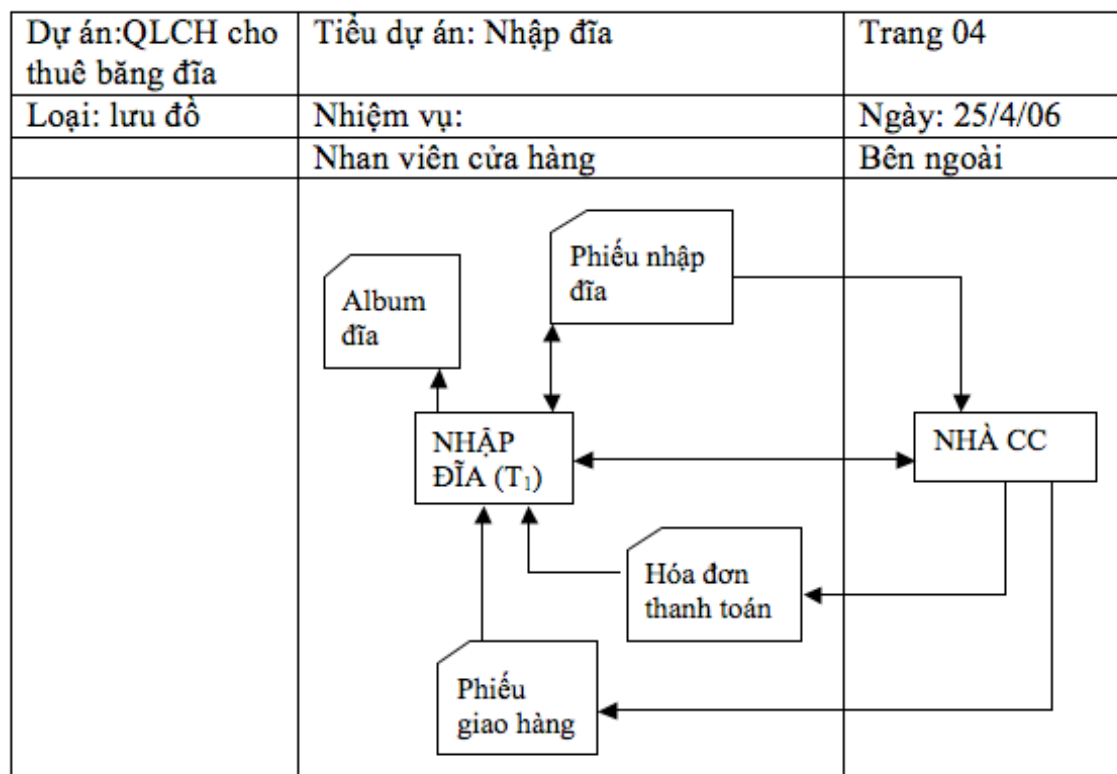 Dự án:QLCH cho
thuê băng đĩa
Tiểu dự án: Nhập đĩa
Trang 04
Loại: lưu đồ
Nhiệm vụ:
Ngày: 25/4/06
Nhan viên cửa hàng
Bên ngoài
Phiếu nhập
đĩa
Album
đĩa
NHẬP
ĐĨA (T₁)
NHÀ CC
Hóa đơn
thanh toán
Phiếu
giao hàng